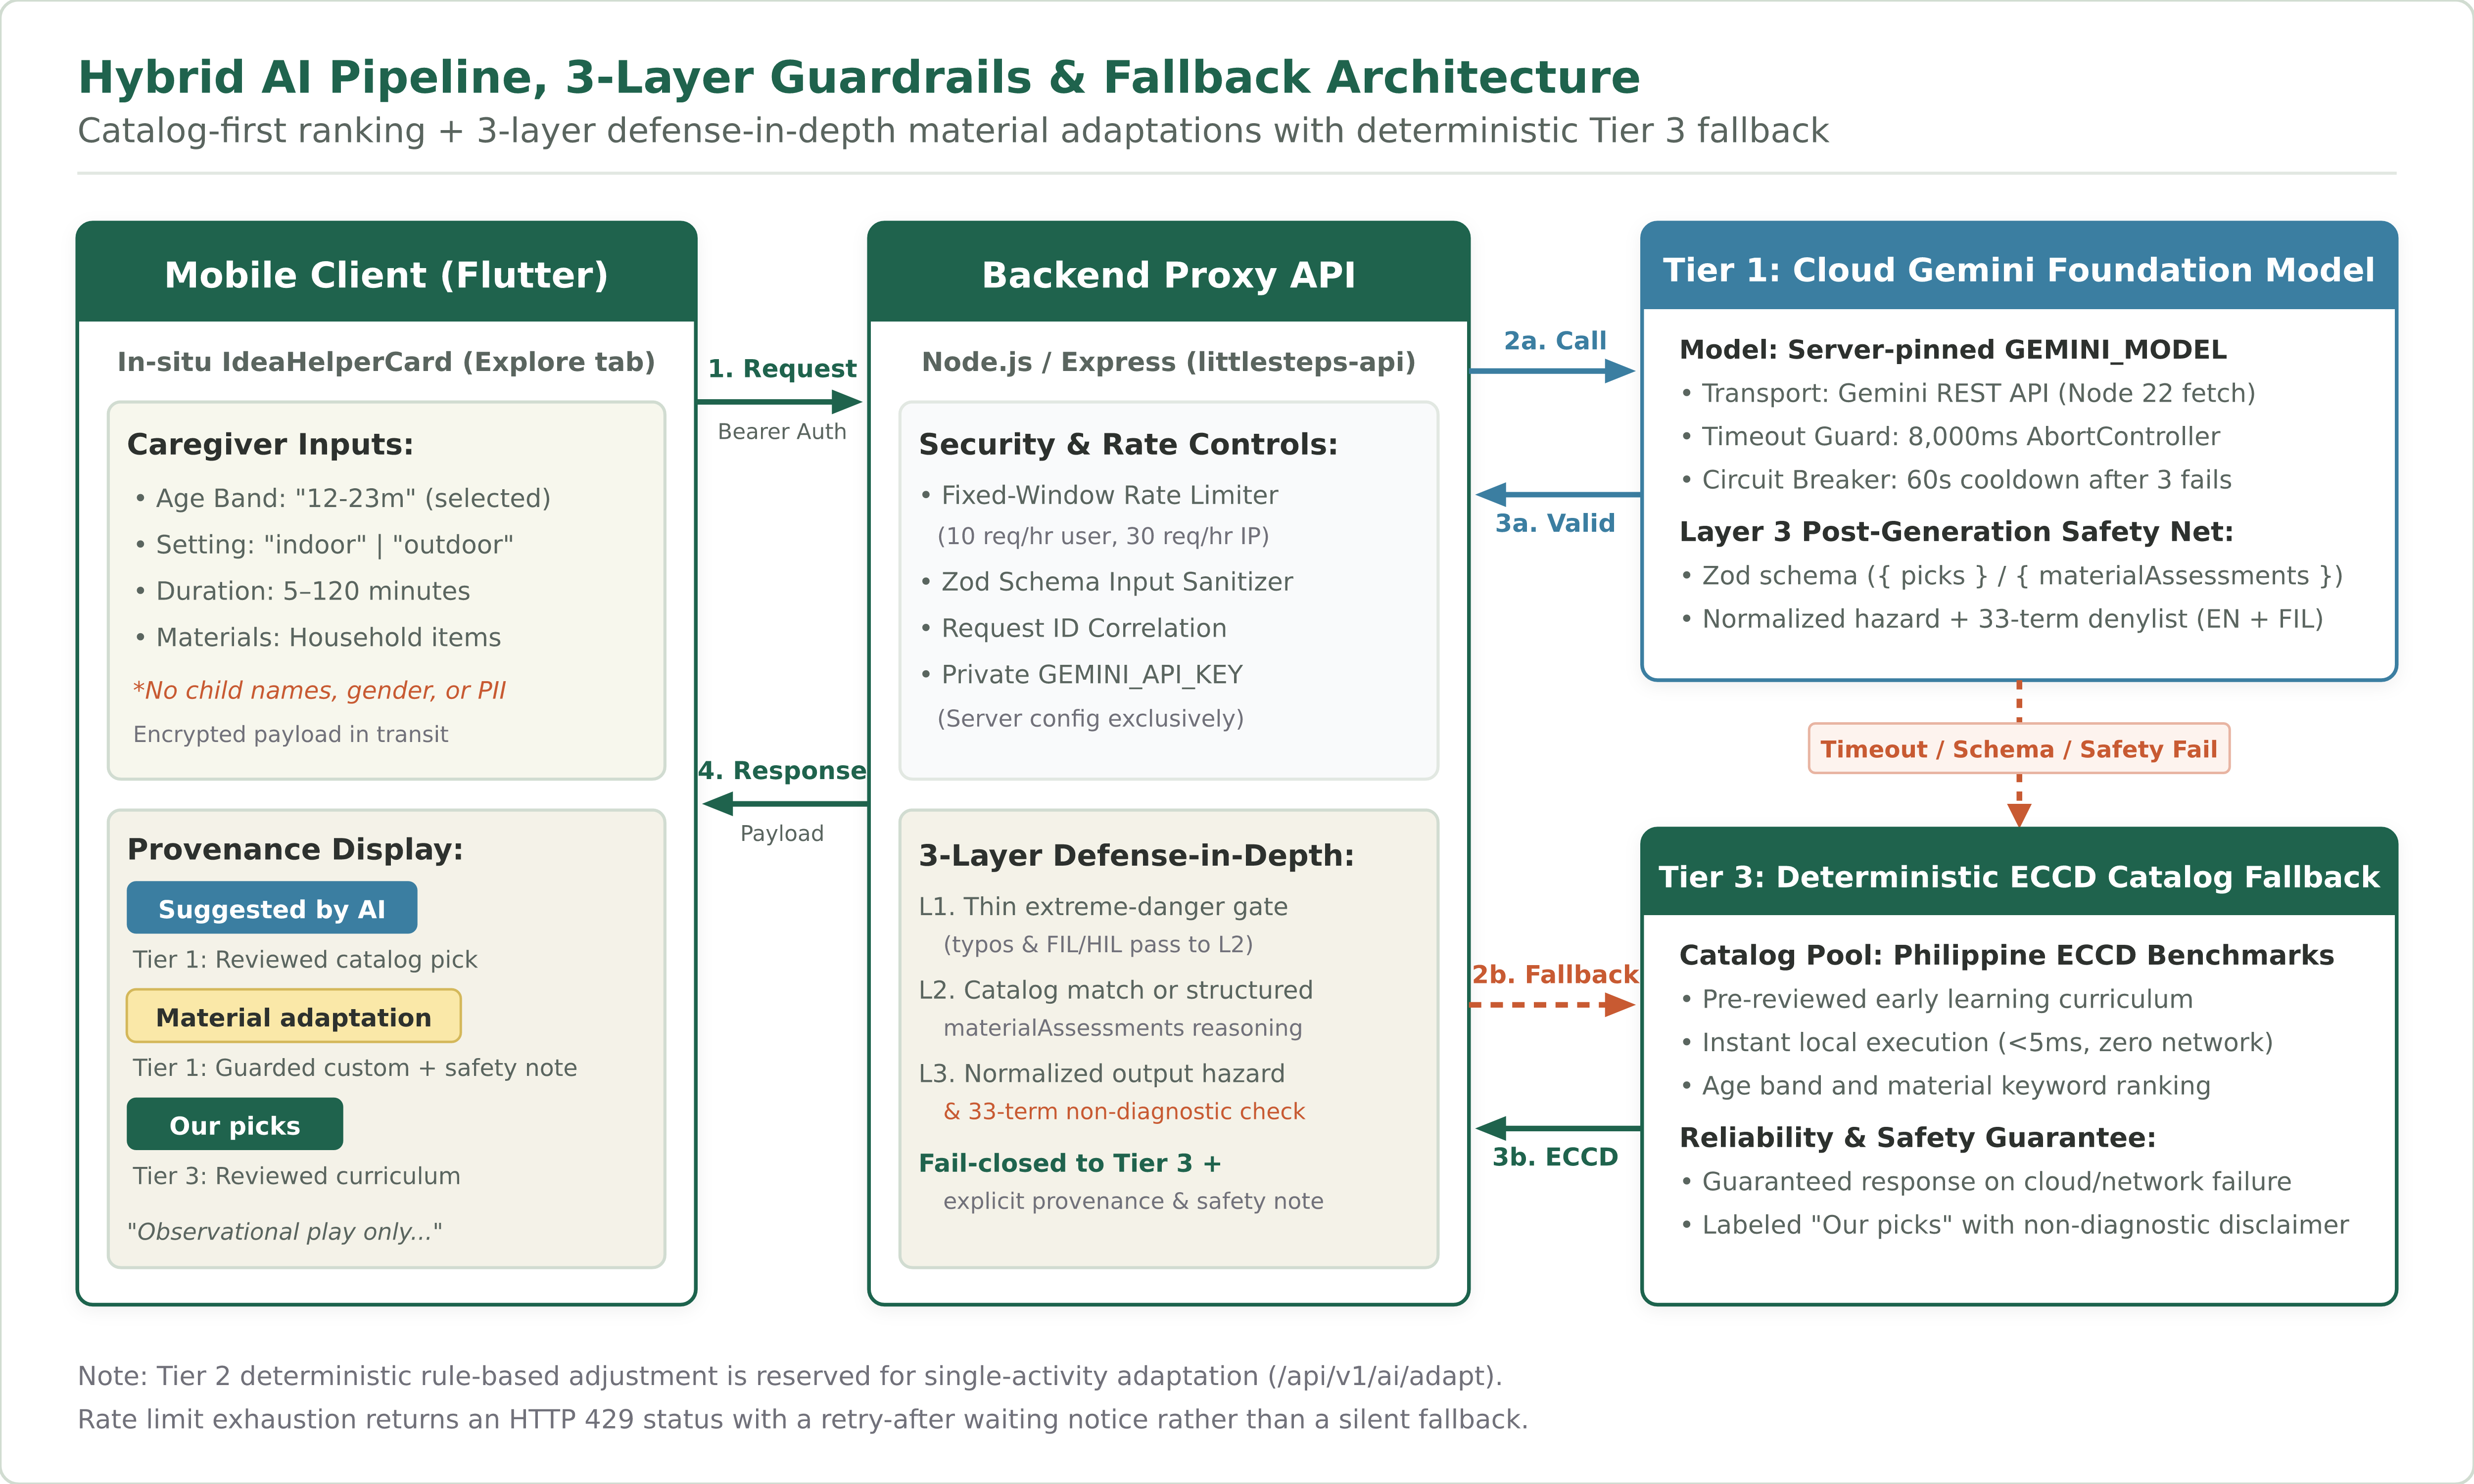 Hybrid AI Pipeline, 3-Layer Guardrails & Fallback Architecture
Catalog-first ranking + 3-layer defense-in-depth material adaptations with deterministic Tier 3 fallback
Mobile Client (Flutter)
In-situ IdeaHelperCard (Explore tab)
Caregiver Inputs:
• Age Band: "12-23m" (selected)
• Setting: "indoor" | "outdoor"
• Duration: 5–120 minutes
• Materials: Household items
*No child names, gender, or PII
Encrypted payload in transit
Provenance Display:
Suggested by AI
Tier 1: Reviewed catalog pick
Material adaptation
Tier 1: Guarded custom + safety note
Our picks
Tier 3: Reviewed curriculum
"Observational play only..."
1. Request
Bearer Auth
4. Response
Payload
Backend Proxy API
Node.js / Express (littlesteps-api)
Security & Rate Controls:
• Fixed-Window Rate Limiter
(10 req/hr user, 30 req/hr IP)
• Zod Schema Input Sanitizer
• Request ID Correlation
• Private GEMINI_API_KEY
(Server config exclusively)
3-Layer Defense-in-Depth:
L1. Thin extreme-danger gate
(typos & FIL/HIL pass to L2)
L2. Catalog match or structured
materialAssessments reasoning
L3. Normalized output hazard
& 33-term non-diagnostic check
Fail-closed to Tier 3 +
explicit provenance & safety note
2a. Call
3a. Valid
2b. Fallback
3b. ECCD
Tier 1: Cloud Gemini Foundation Model
Model: Server-pinned GEMINI_MODEL
• Transport: Gemini REST API (Node 22 fetch)
• Timeout Guard: 8,000ms AbortController
• Circuit Breaker: 60s cooldown after 3 fails
Layer 3 Post-Generation Safety Net:
• Zod schema ({ picks } / { materialAssessments })
• Normalized hazard + 33-term denylist (EN + FIL)
Timeout / Schema / Safety Fail
Tier 3: Deterministic ECCD Catalog Fallback
Catalog Pool: Philippine ECCD Benchmarks
• Pre-reviewed early learning curriculum
• Instant local execution (<5ms, zero network)
• Age band and material keyword ranking
Reliability & Safety Guarantee:
• Guaranteed response on cloud/network failure
• Labeled "Our picks" with non-diagnostic disclaimer
Note: Tier 2 deterministic rule-based adjustment is reserved for single-activity adaptation (/api/v1/ai/adapt).
Rate limit exhaustion returns an HTTP 429 status with a retry-after waiting notice rather than a silent fallback.